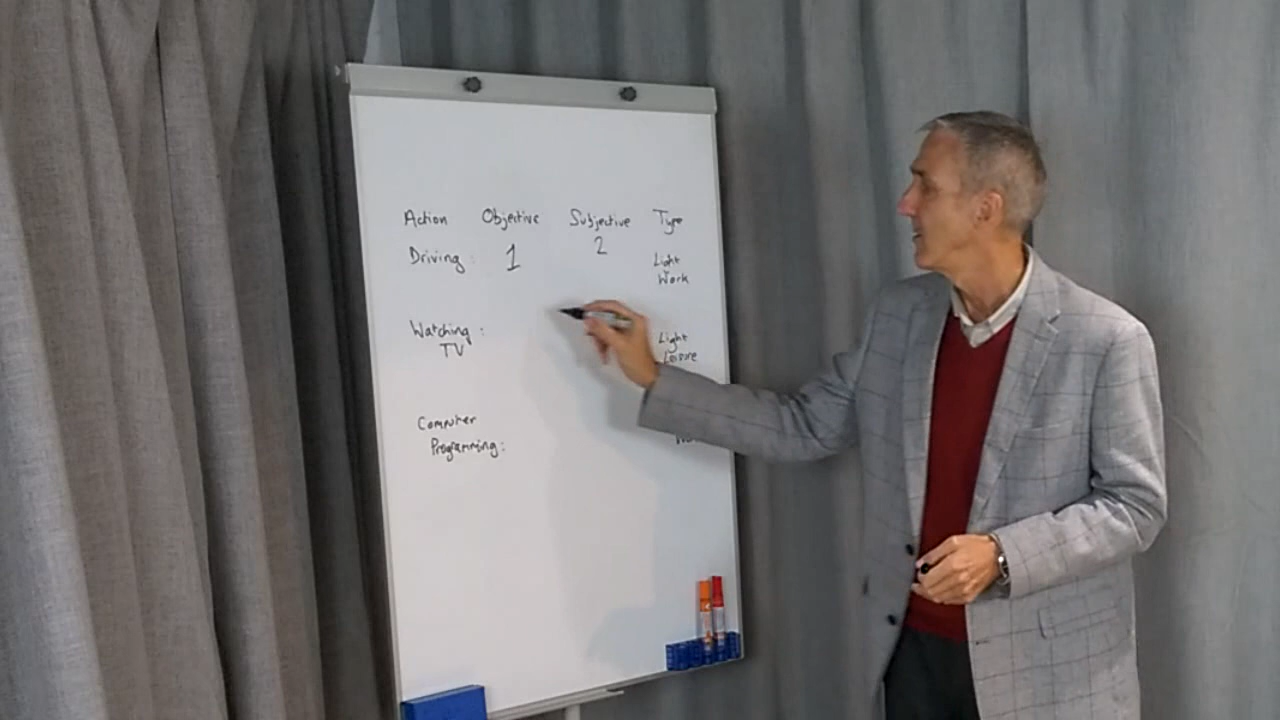 Action Objective Subjective Type
Driving : 1 2 Light
Work
Watching : Light
TV Leisure
Computer
Programming :